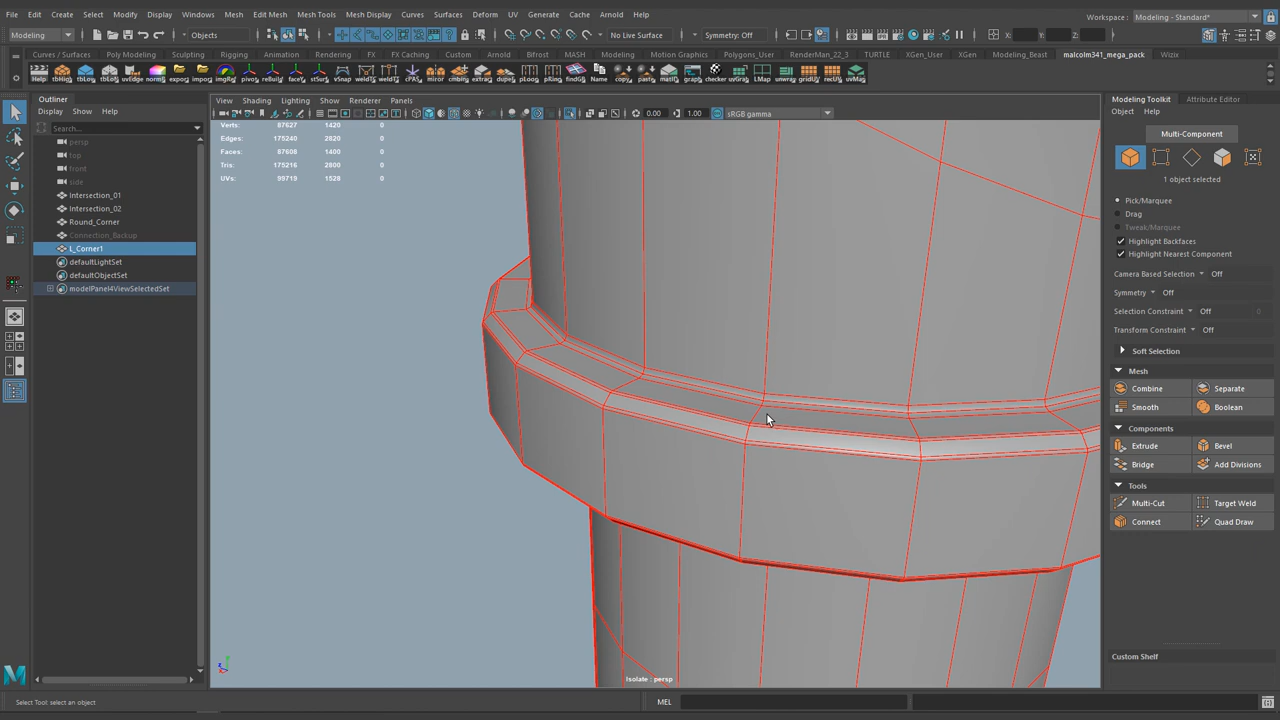 File Edit Create Select Modify Display Windows Mesh Edit Mesh Mesh Tools Mesh Display Curves Surfaces Deform UV Generate Cache Arnold Help
Workspace : Modeling - Standard*
Modeling Objects No Live Surface Symmetry: Off
Curves / Surfaces Poly Modeling Sculpting Rigging Animation Rendering FX FX Caching Custom Arnold Bifrost MASH Modeling Motion Graphics Polygons_User RenderMan_22_3 TURTLE XGen_User XGen Modeling_Beast malcolm341_mega_pack Wizix
Outliner
Display Show Help
Search...
persp
top
front
side
Intersection_01
Intersection_02
Round_Corner
Connection_Backup
L_Corner1
defaultLightSet
defaultObjectSet
modelPanel4ViewSelectedSet
View Shading Lighting Show Renderer Panels
0.00 1.00 sRGB gamma
Verts: 87627 1420 0
Edges: 175240 2820 0
Faces: 87608 1400 0
Tris: 175216 2800 0
UVs: 99719 1528 0
Isolate : persp
Modeling Toolkit Attribute Editor
Object Help
Multi-Component
1 object selected
Pick/Marquee
Drag
Tweak/Marquee
Highlight Backfaces
Highlight Nearest Component
Camera Based Selection Off
Symmetry Off
Selection Constraint Off
Transform Constraint Off
Soft Selection
Mesh
Combine Separate
Smooth Boolean
Components
Extrude Bevel
Bridge Add Divisions
Tools
Multi-Cut Target Weld
Connect Quad Draw
Custom Shelf
Select Tool: select an object
MEL